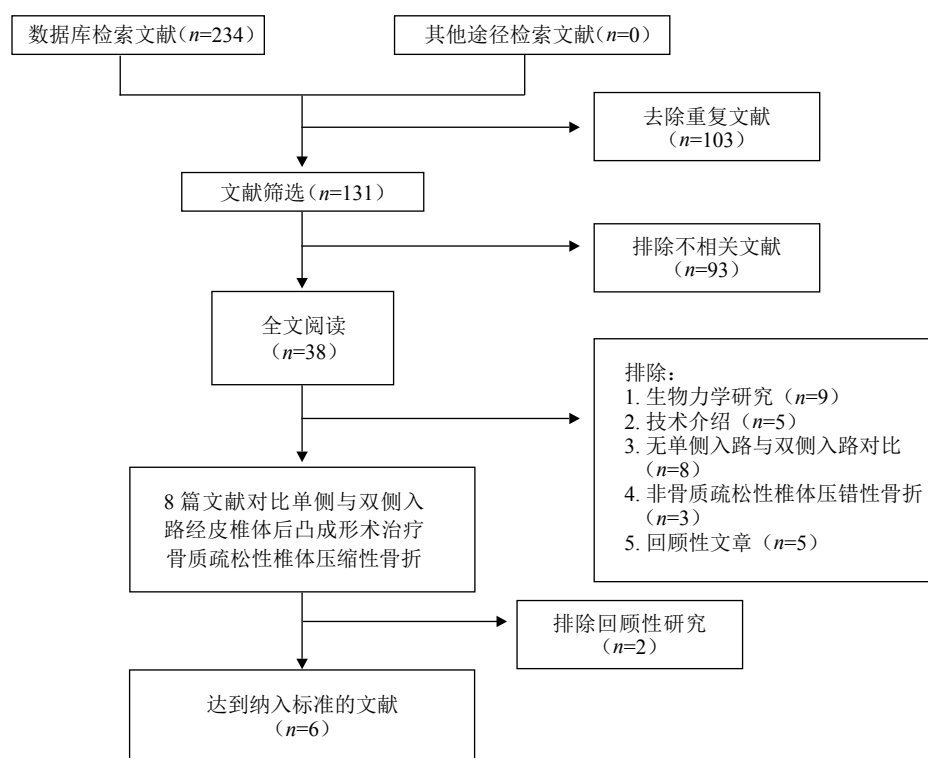 数据库检索文献(n=234)
其他途径检索文献(n=0)
去除重复文献
(n=103)
文献筛选(n=131)
排除不相关文献
(n=93)
全文阅读
(n=38)
排除：
1. 生物力学研究（n=9）
2. 技术介绍（n=5）
3. 无单侧入路与双侧入路对比
(n=8)
4. 非骨质疏松性椎体压错性骨折
(n=3)
5. 回顾性文章（n=5）
8 篇文献对比单侧与双侧入
路经皮椎体后凸成形术治疗
骨质疏松性椎体压缩性骨折
排除回顾性研究
(n=2)
达到纳入标准的文献
(n=6)